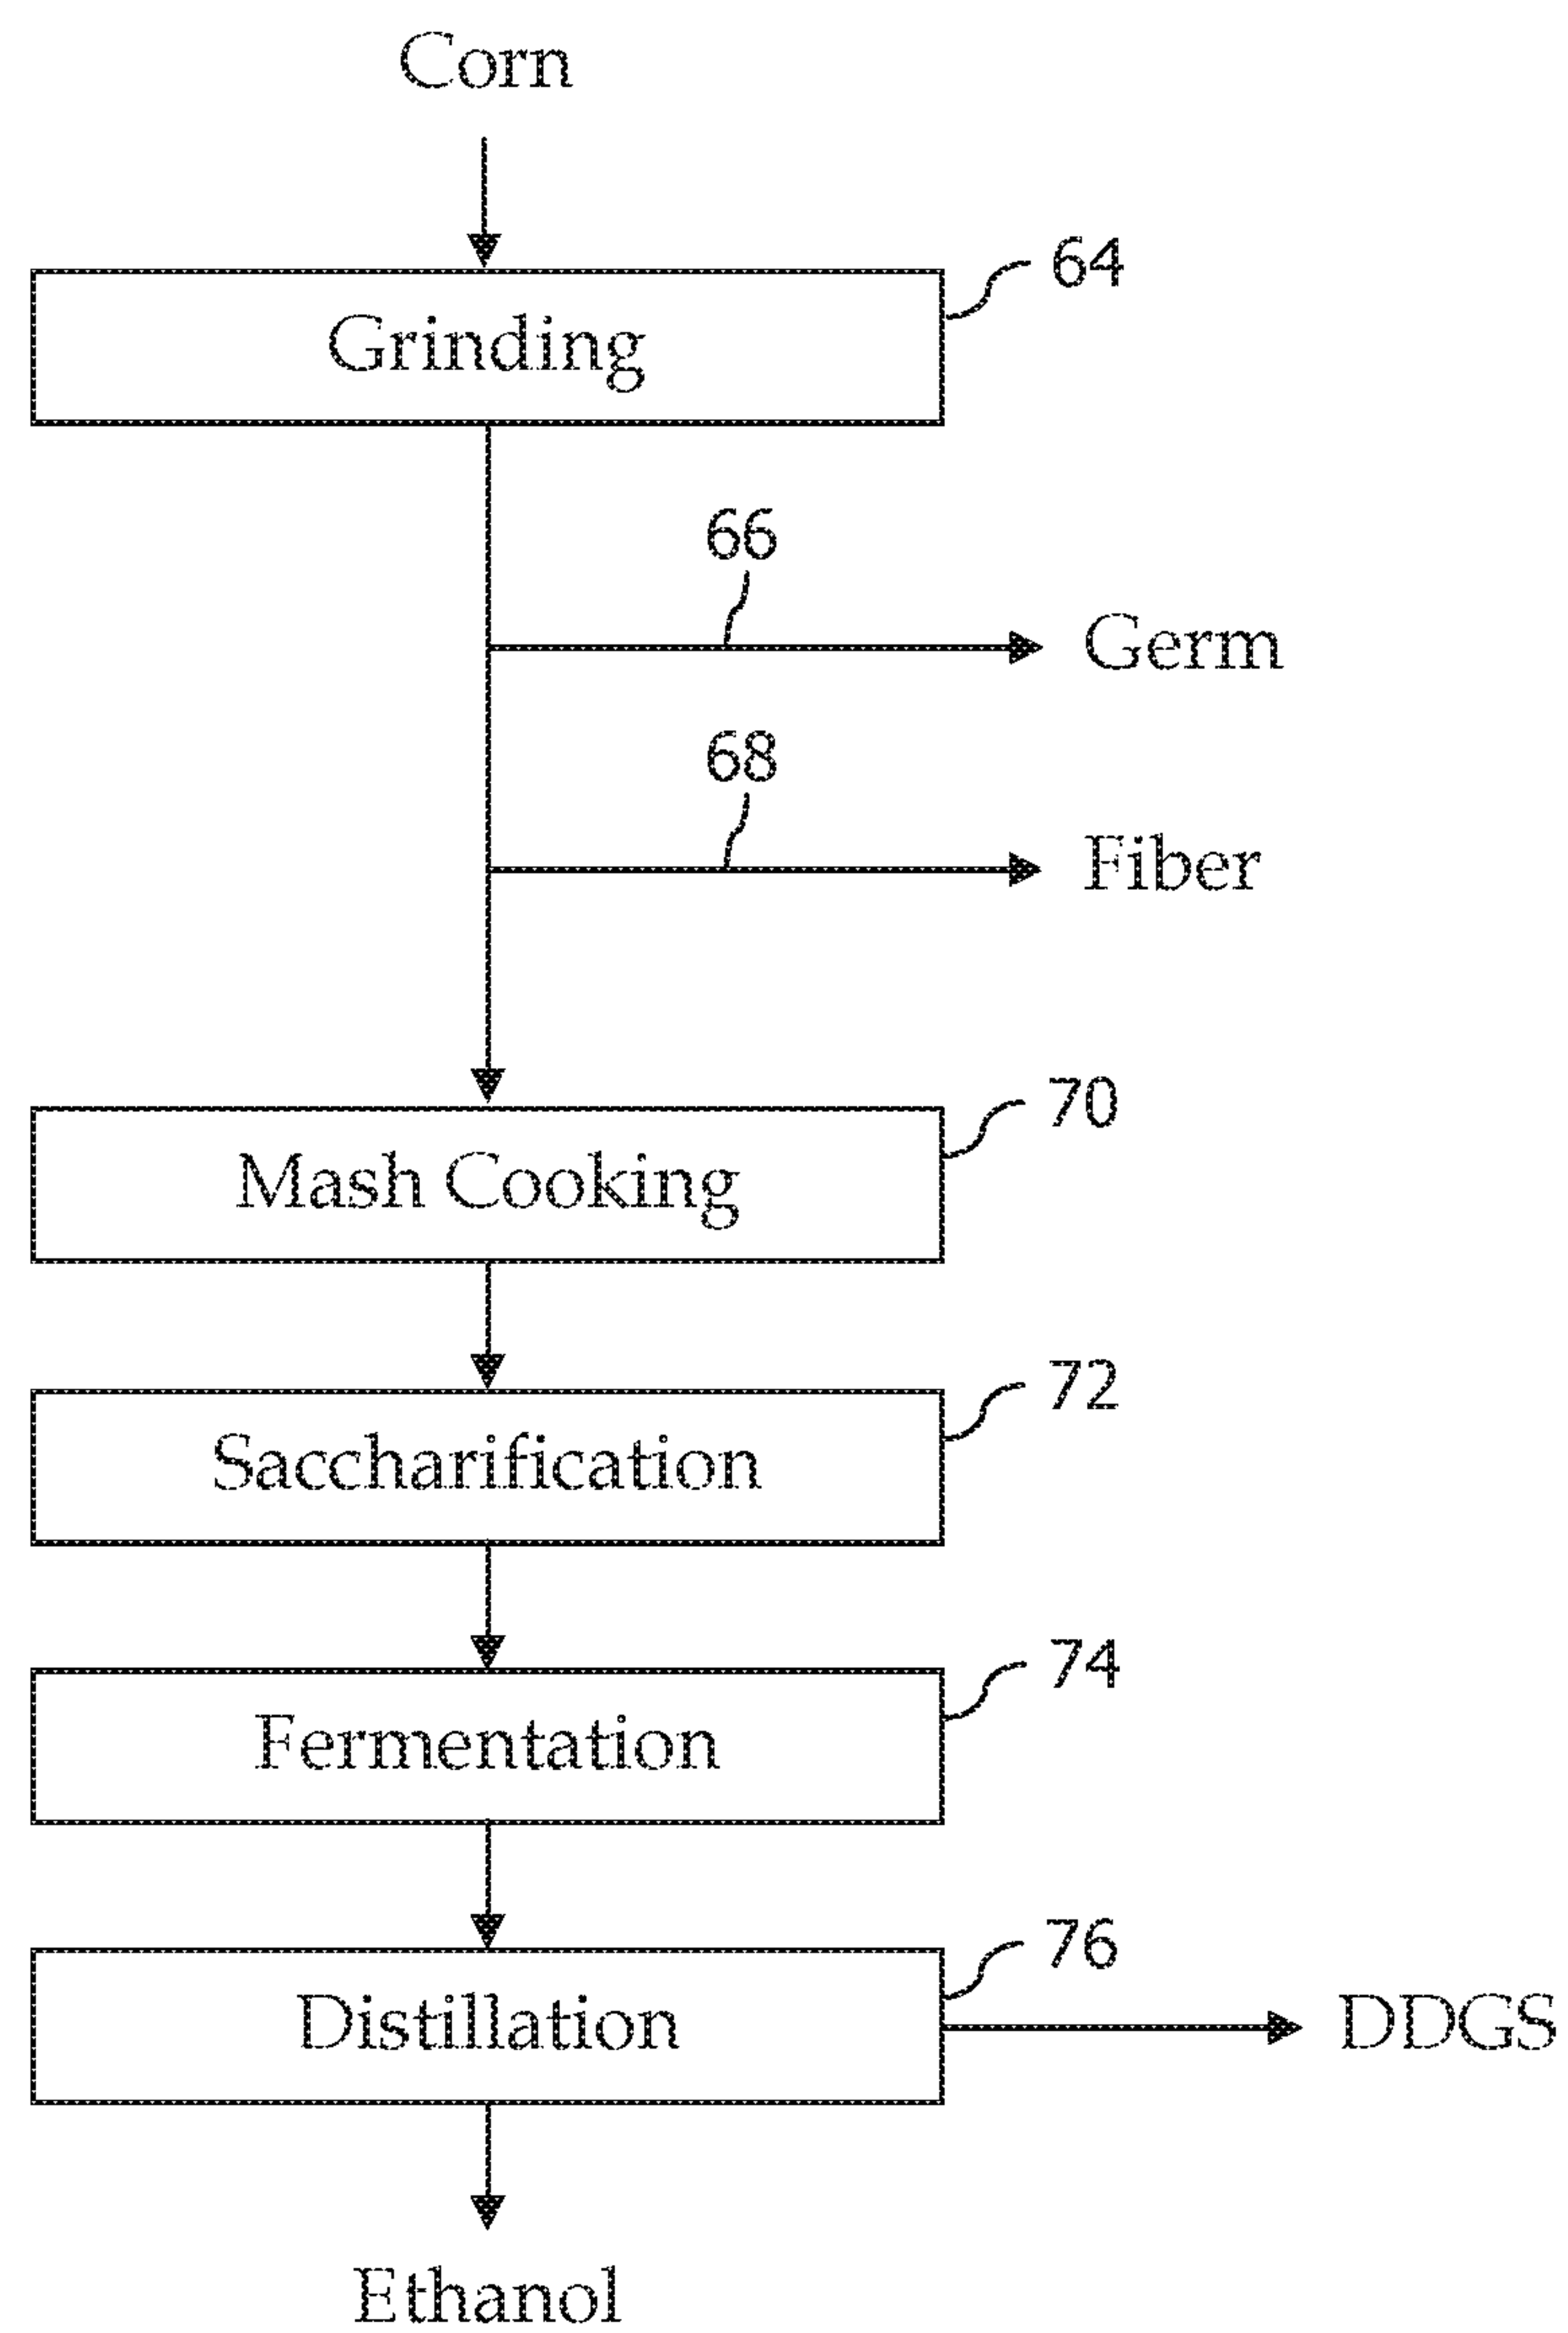 Corn
64
Grinding
66
Germ
68
Fiber
70
Mash Cooking
72
Saccharification
74
Fermentation
76
Distillation
DDGS
Ethanol